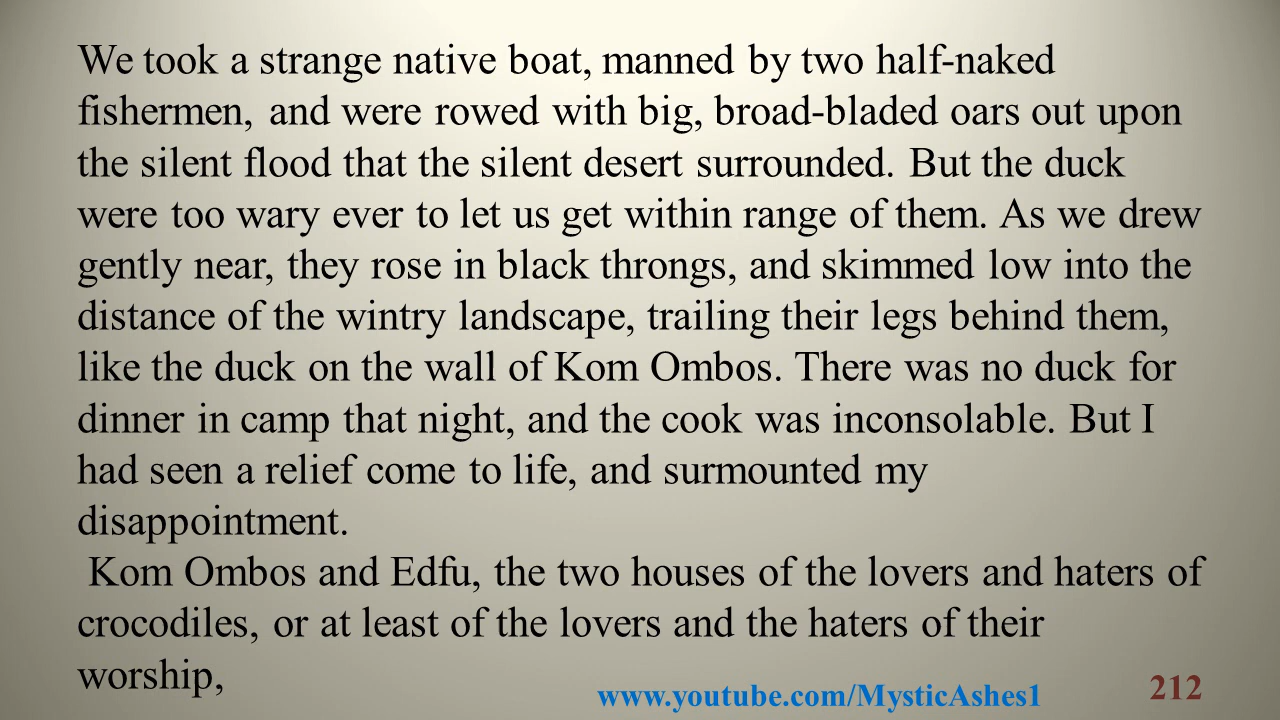 We took a strange native boat, manned by two half-naked
fishermen, and were rowed with big, broad-bladed oars out upon
the silent flood that the silent desert surrounded. But the duck
were too wary ever to let us get within range of them. As we drew
gently near, they rose in black throngs, and skimmed low into the
distance of the wintry landscape, trailing their legs behind them,
like the duck on the wall of Kom Ombos. There was no duck for
dinner in camp that night, and the cook was inconsolable. But I
had seen a relief come to life, and surmounted my
disappointment.
Kom Ombos and Edfu, the two houses of the lovers and haters of
crocodiles, or at least of the lovers and the haters of their
worship,
www.youtube.com/MysticAshes1
212